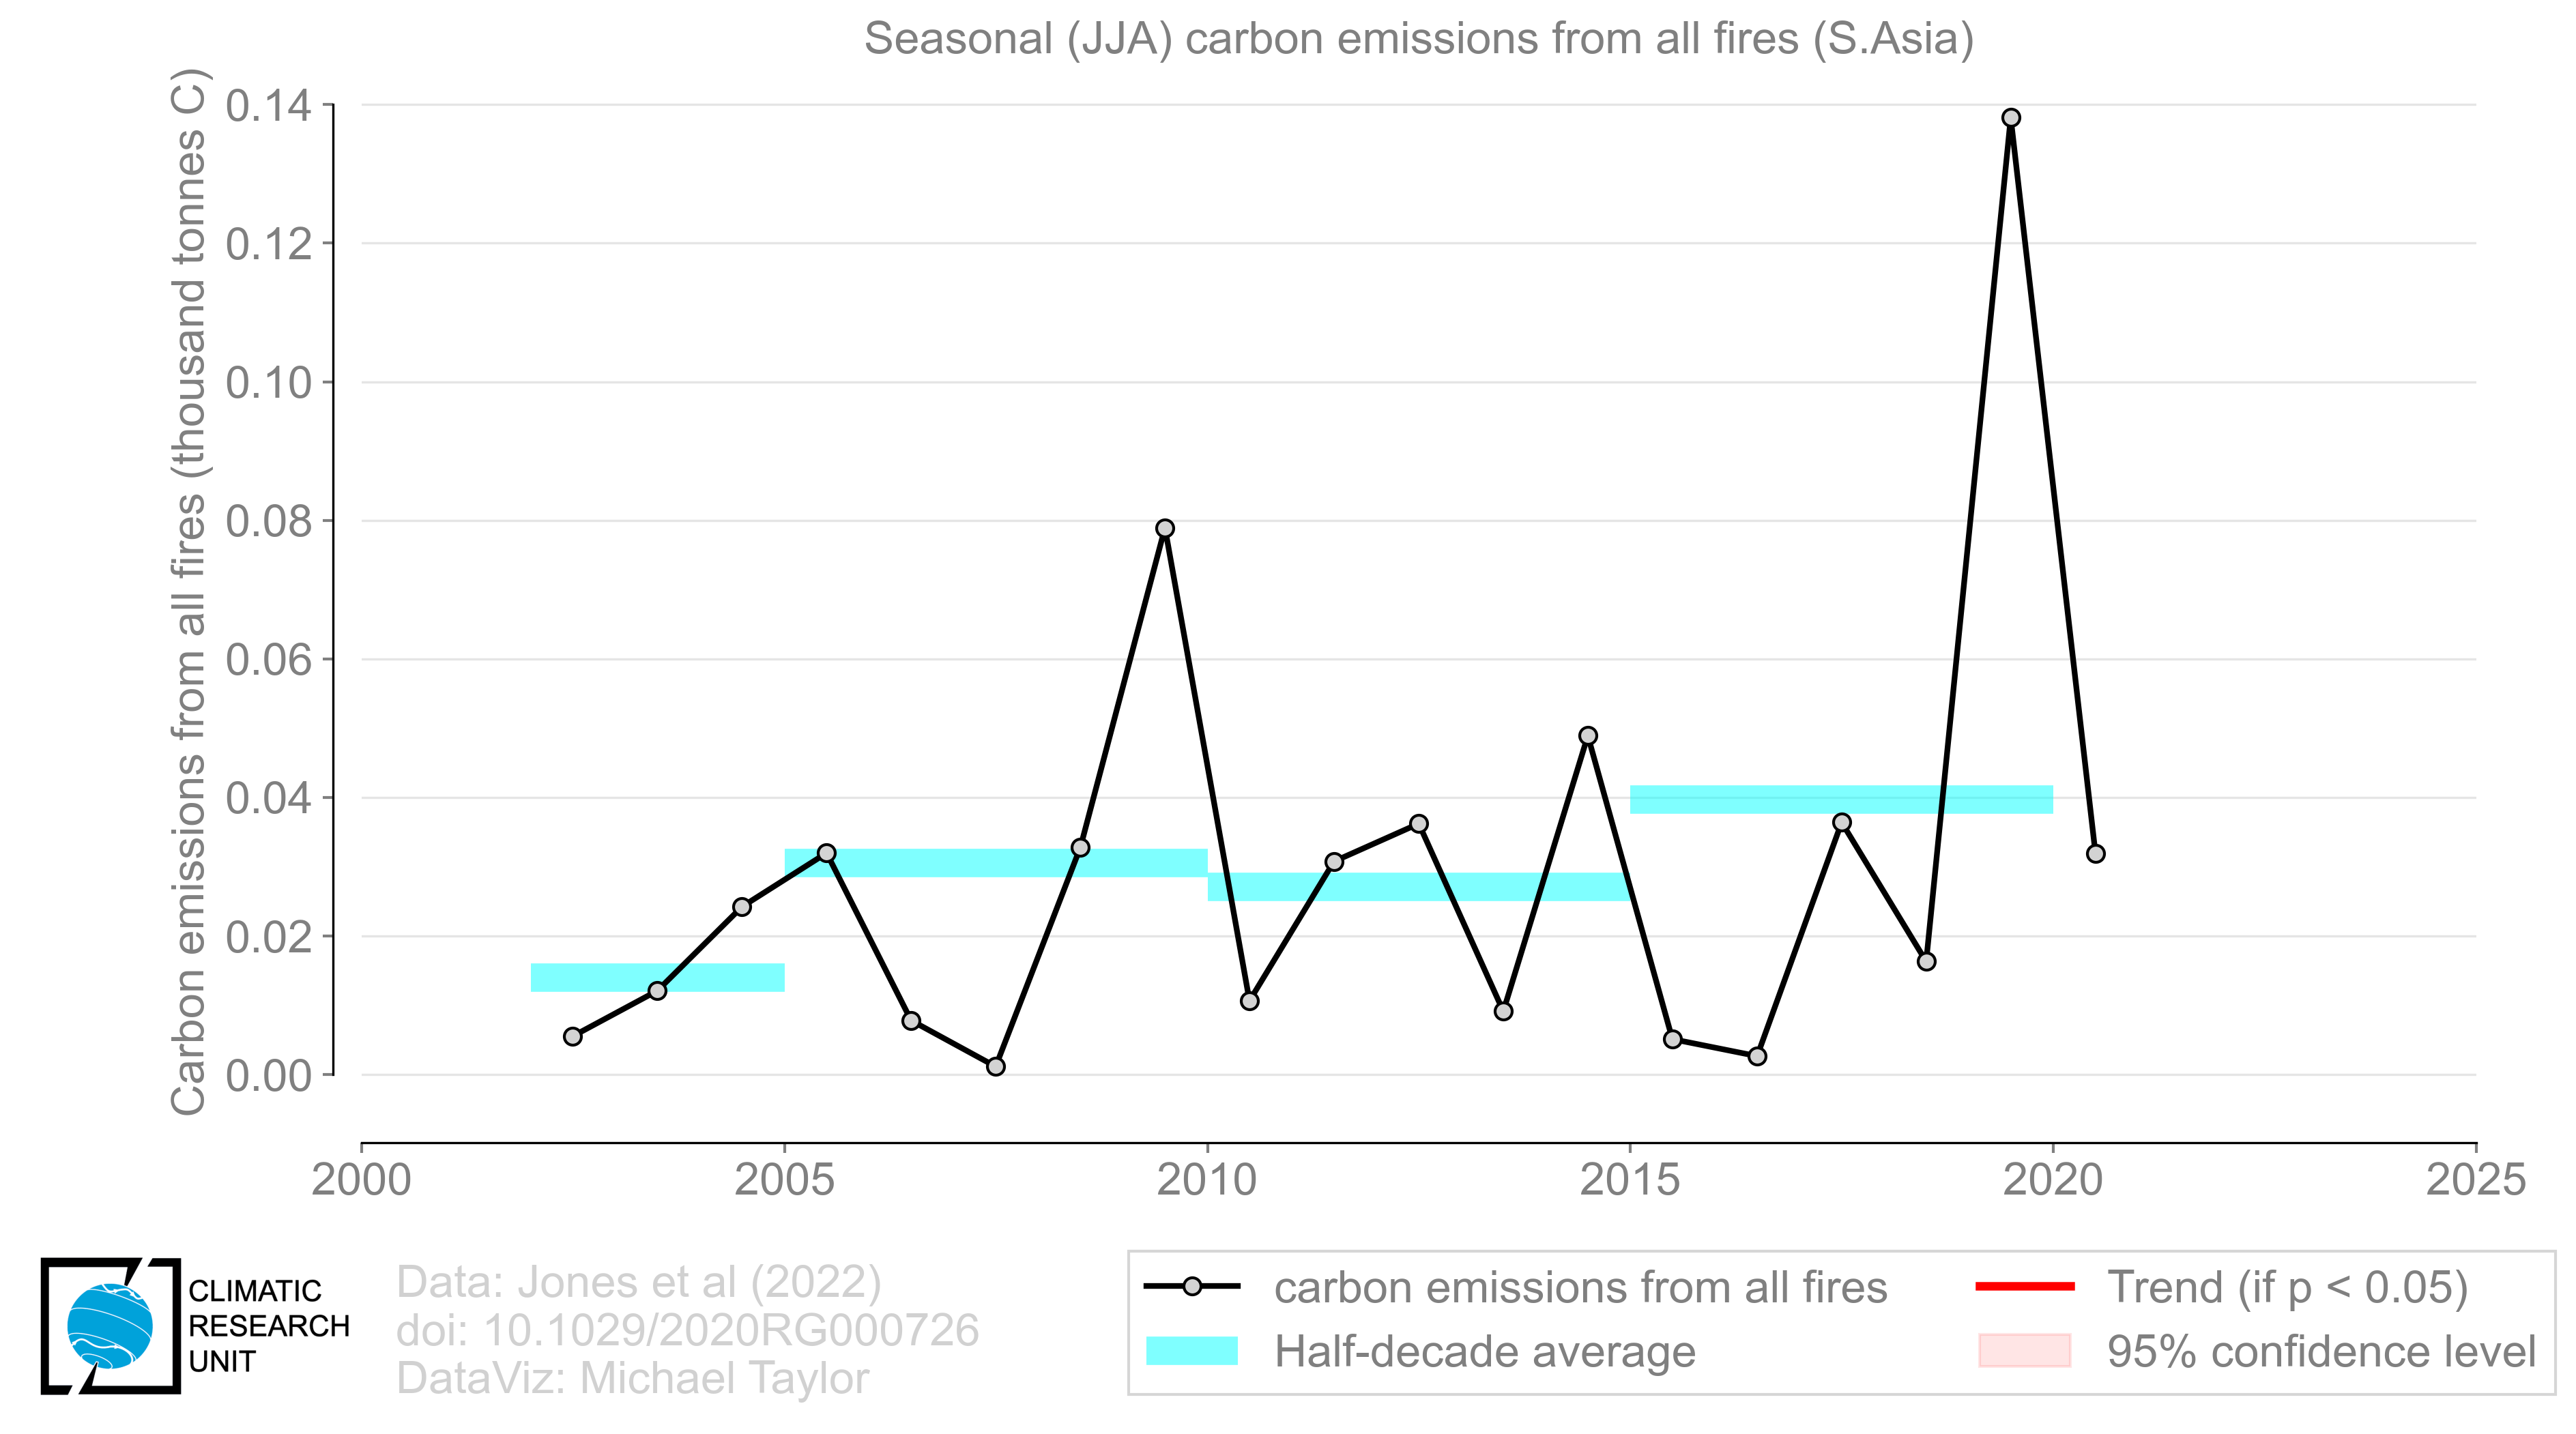 Seasonal (JJA) carbon emissions from all fires (S.Asia)
Carbon emissions from all fires (thousand tonnes C)
0.14
0.12
0.10
0.08
0.06
0.04
0.02
0.00
2000 2005 2010 2015 2020 2025
CLIMATIC
RESEARCH
UNIT
Data: Jones et al (2022)
doi: 10.1029/2020RG000726
DataViz: Michael Taylor
carbon emissions from all fires
Half-decade average
Trend (if p < 0.05)
95% confidence level